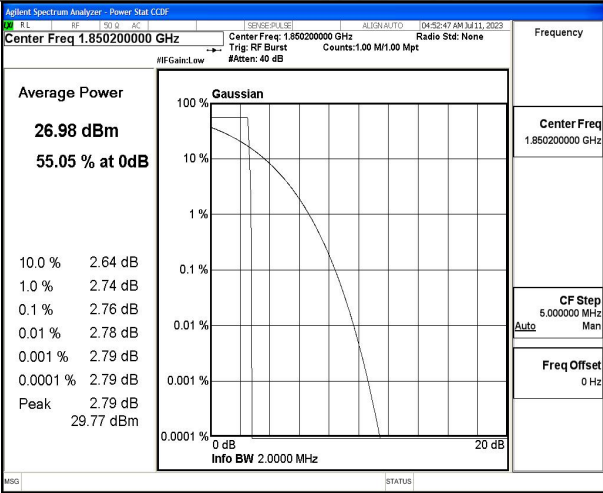 Agilent Spectrum Analyzer - Power Stat CCDF
RL RF 50 Ω AC SENSE:PULSE ALIGN AUTO 04:52:47 AM Jul 11, 2023
Center Freq 1.850200000 GHz
Center Freq: 1.850200000 GHz Radio Std: None
Trig: RF Burst Counts:1.00 M/1.00 Mpt
#IFGain:Low #Atten: 40 dB
Frequency
Average Power
26.98 dBm
55.05 % at 0dB
10.0 % 2.64 dB
1.0 % 2.74 dB
0.1 % 2.76 dB
0.01 % 2.78 dB
0.001 % 2.79 dB
0.0001 % 2.79 dB
Peak 2.79 dB
29.77 dBm
Gaussian
100 %
10 %
1 %
0.1 %
0.01 %
0.001 %
0.0001 %
0 dB 20 dB
Info BW 2.0000 MHz
Center Freq
1.850200000 GHz
CF Step
5.000000 MHz
Auto Man
Freq Offset
0 Hz
MSG STATUS